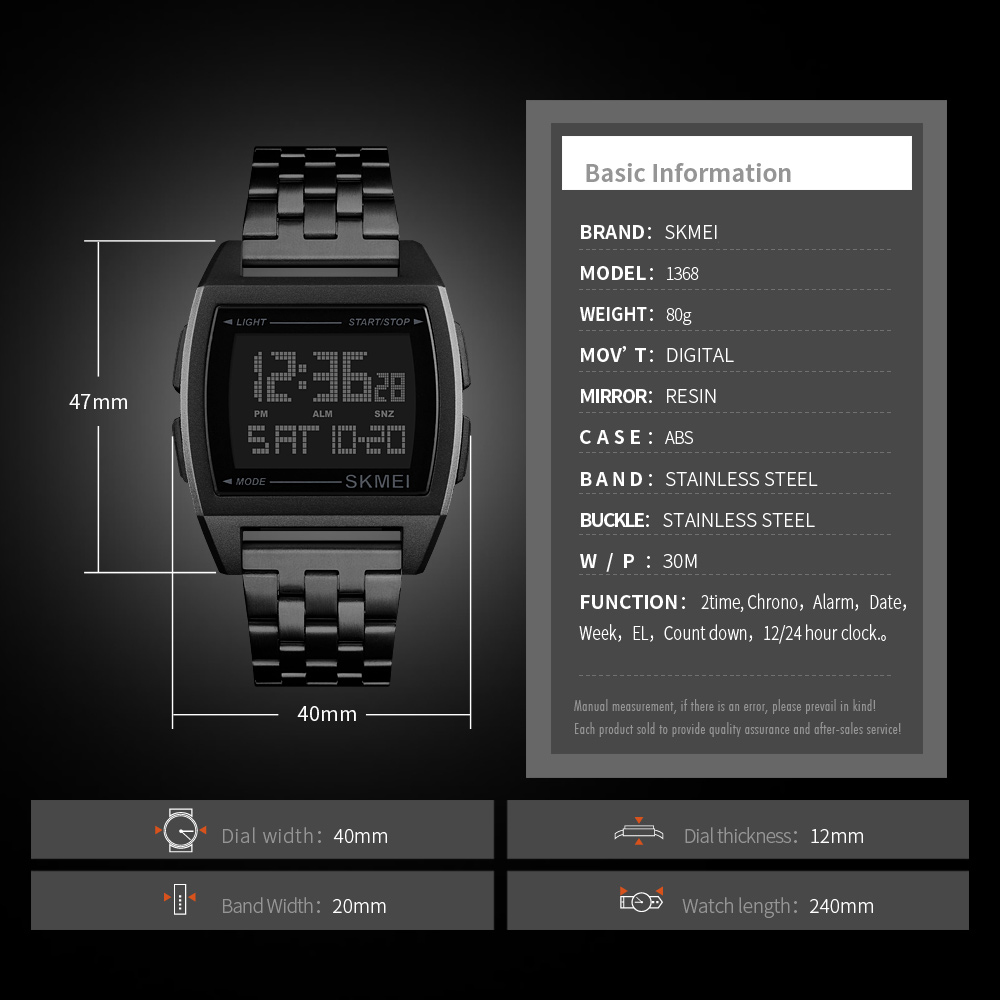 LIGHT START/STOP
12:36 28
PM ALM SNZ
SAT 10-20
MODE SKMEI
47mm
40mm
Basic Information
BRAND: SKMEI
MODEL: 1368
WEIGHT: 80g
MOV'T: DIGITAL
MIRROR: RESIN
CASE: ABS
BAND: STAINLESS STEEL
BUCKLE: STAINLESS STEEL
W / P : 30M
FUNCTION: 2time, Chrono, Alarm, Date,
Week, EL, Count down, 12/24 hour clock.。
Manual measurement, if there is an error, please prevail in kind!
Each product sold to provide quality assurance and after-sales service!
Dial width: 40mm
Dial thickness: 12mm
Band Width: 20mm
Watch length: 240mm